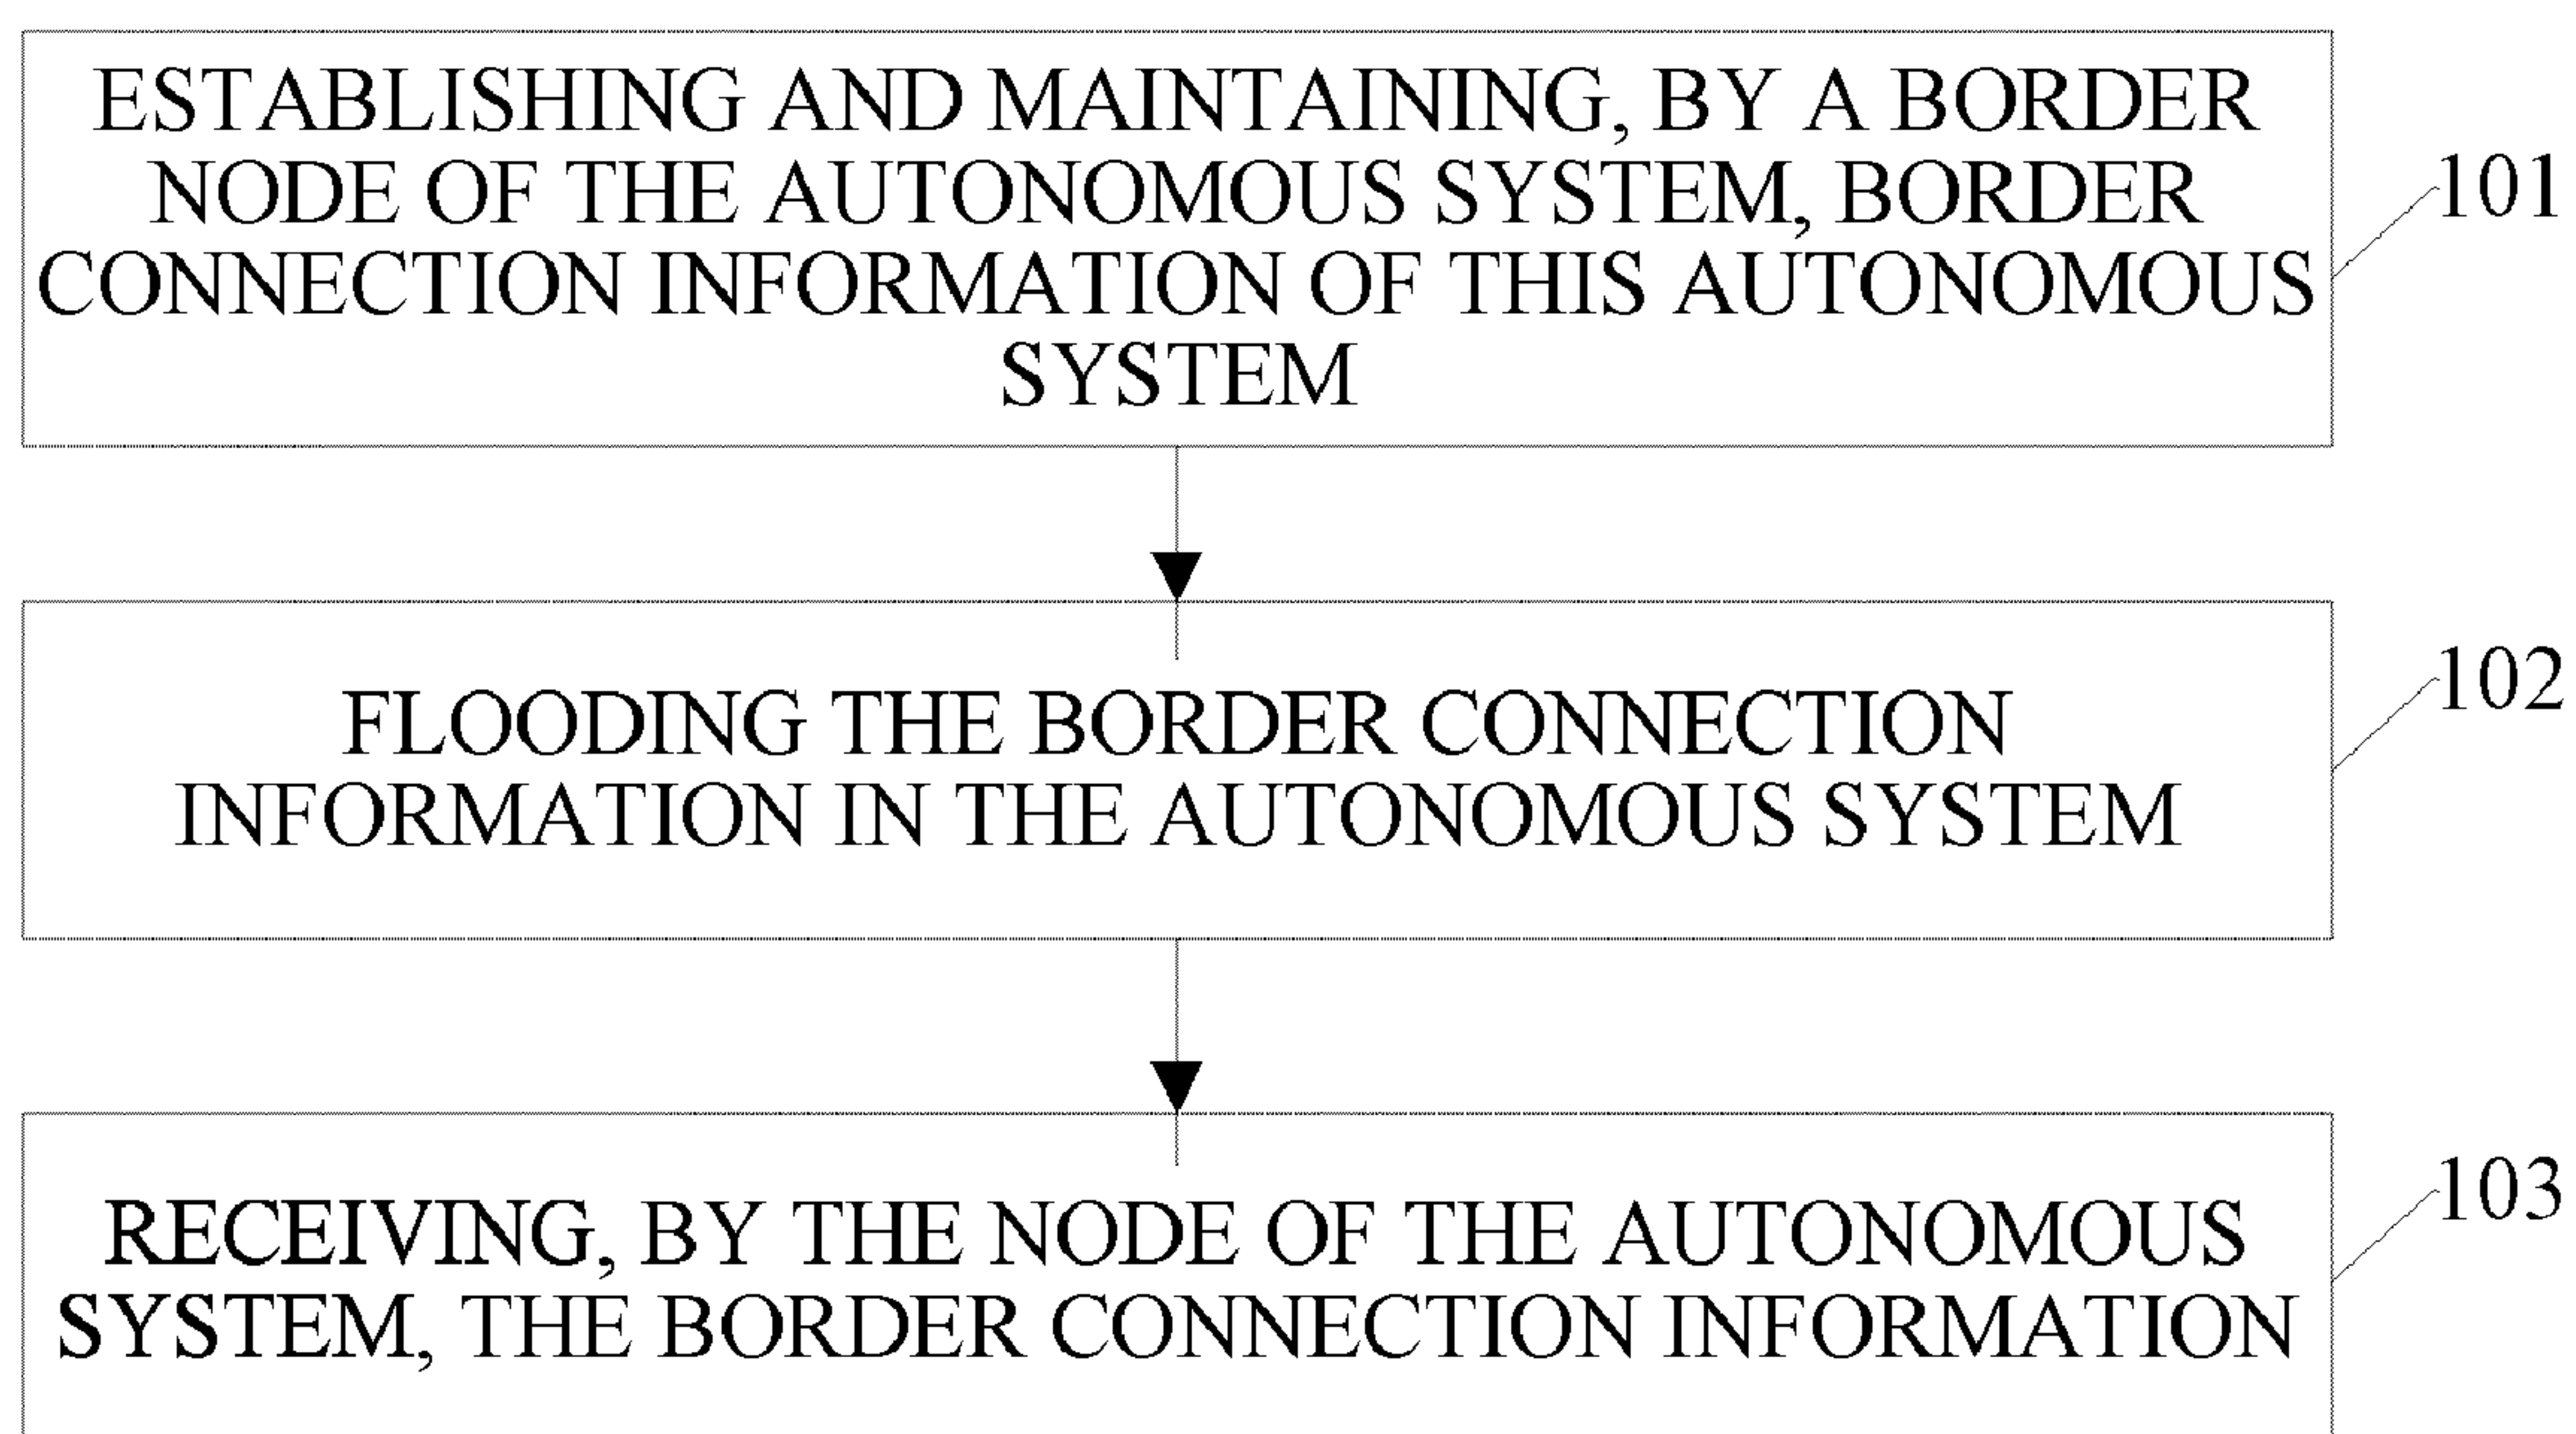 ESTABLISHING AND MAINTAINING, BY A BORDER
NODE OF THE AUTONOMOUS SYSTEM, BORDER
CONNECTION INFORMATION OF THIS AUTONOMOUS
SYSTEM
101
FLOODING THE BORDER CONNECTION
INFORMATION IN THE AUTONOMOUS SYSTEM
102
RECEIVING, BY THE NODE OF THE AUTONOMOUS
SYSTEM, THE BORDER CONNECTION INFORMATION
103